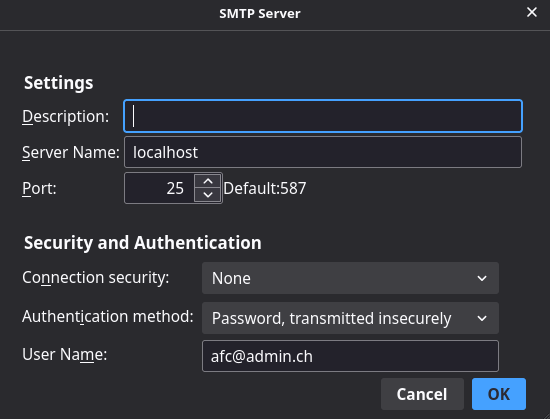 SMTP Server
Settings
Description:
Server Name: localhost
Port: 25 Default:587
Security and Authentication
Connection security: None
Authentication method: Password, transmitted insecurely
User Name: afc@admin.ch
Cancel OK